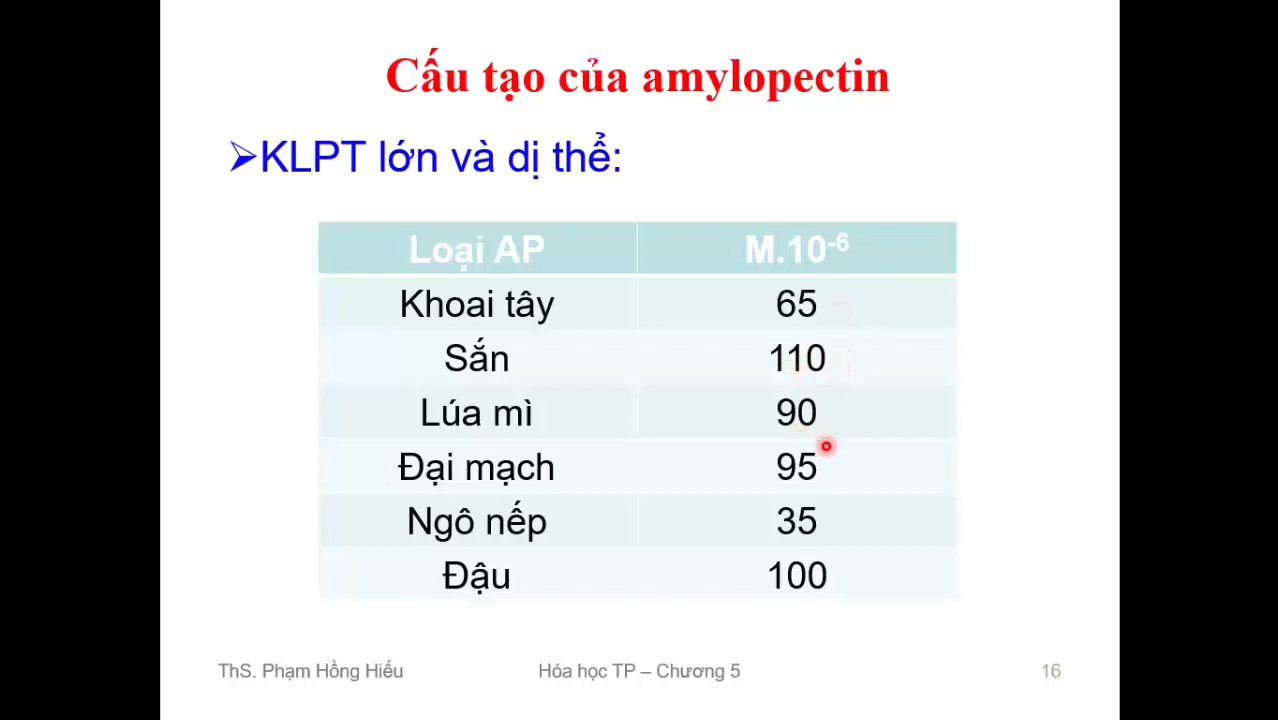 Cấu tạo của amylopectin
➢KLPT lớn và dị thể:
Loại AP M.10⁻⁶
Khoai tây 65
Sắn 110
Lúa mì 90
Đại mạch 95
Ngô nếp 35
Đậu 100
ThS. Phạm Hồng Hiếu Hóa học TP – Chương 5 16